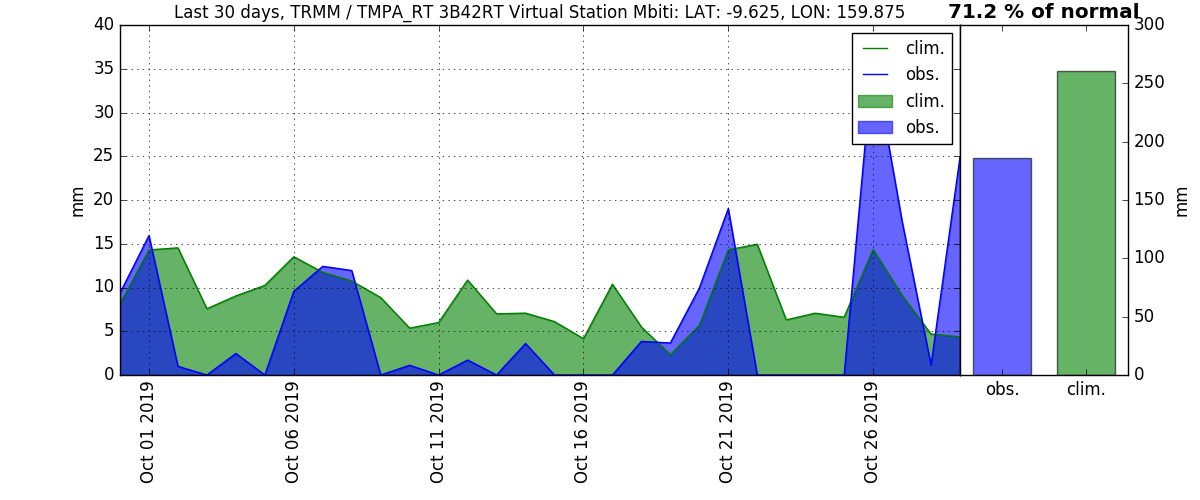 Last 30 days, TRMM / TMPA_RT 3B42RT Virtual Station Mbiti: LAT: -9.625, LON: 159.875
71.2 % of normal
40
35
30
25
20
15
10
5
0
mm
clim.
obs.
clim.
obs.
300
250
200
150
100
50
0
mm
obs.
clim.
Oct 01 2019
Oct 06 2019
Oct 11 2019
Oct 16 2019
Oct 21 2019
Oct 26 2019